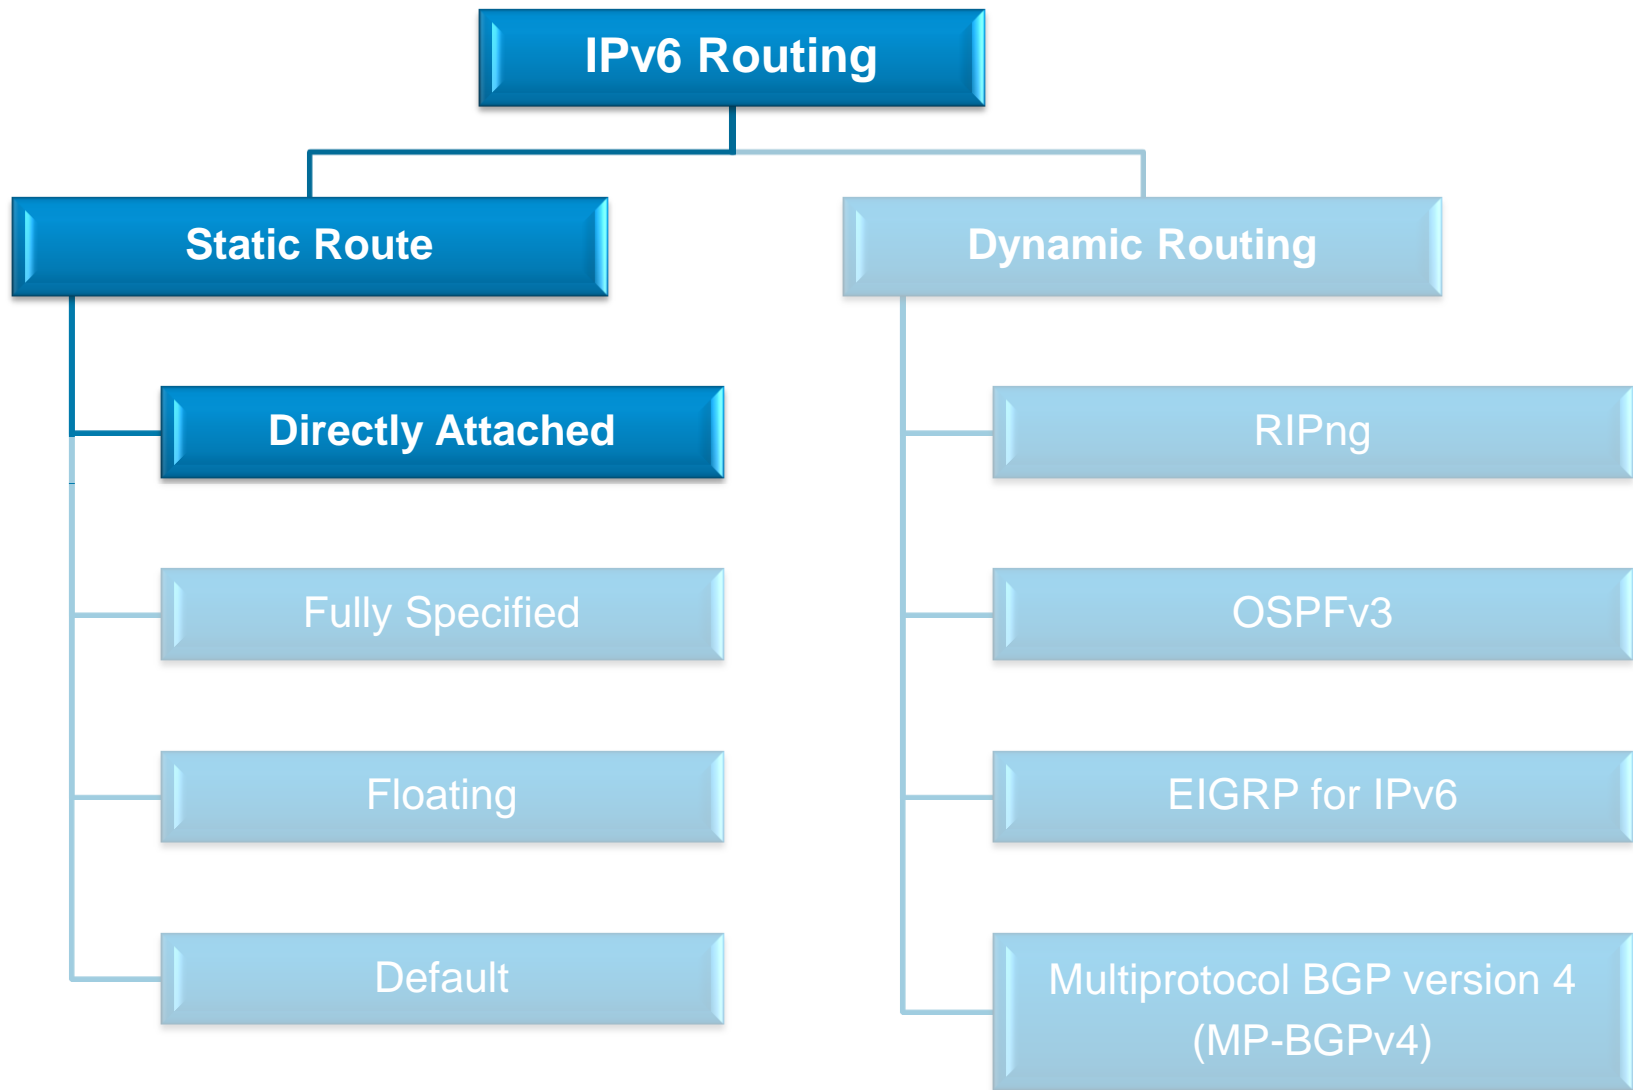 IPv6 Routing
Static Route
Directly Attached
Fully Specified
Floating
Default
Dynamic Routing
RIPng
OSPFv3
EIGRP for IPv6
Multiprotocol BGP version 4
(MP-BGPv4)